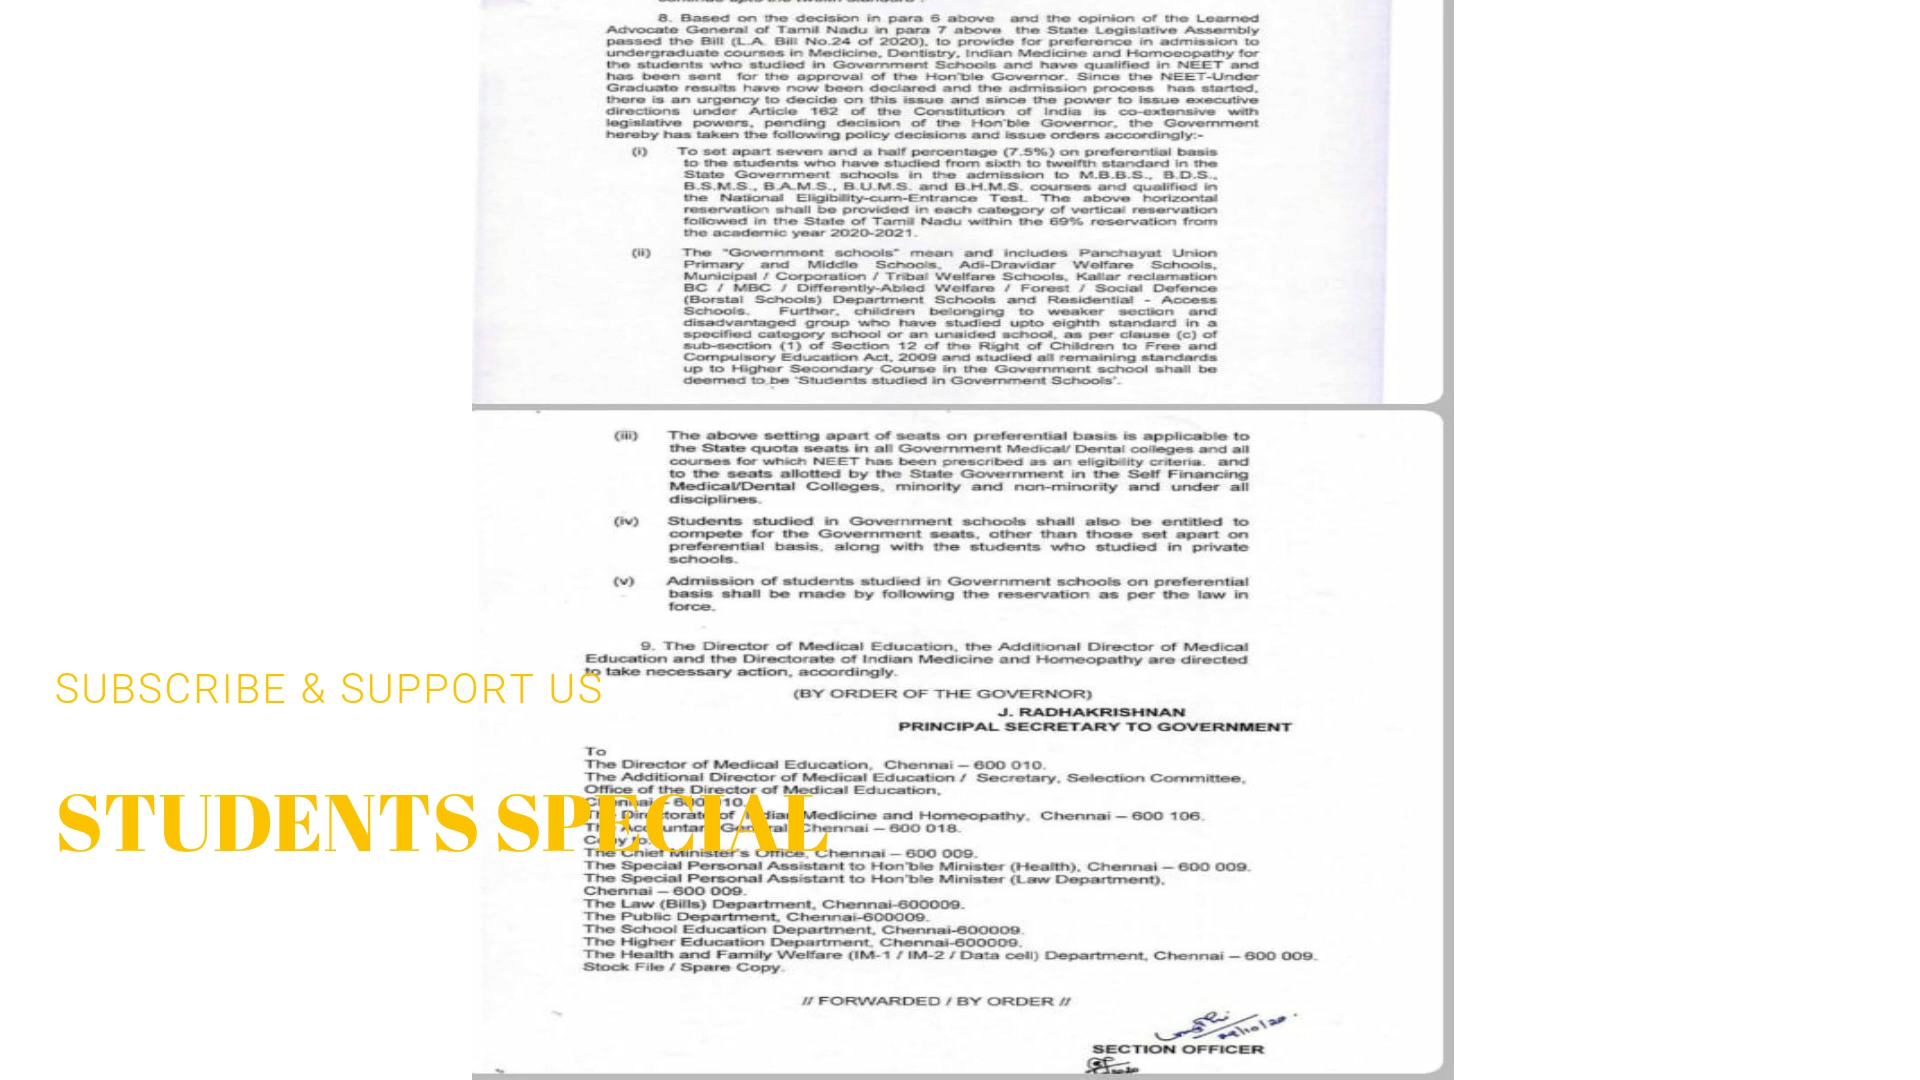 8. Based on the decision in para 6 above and the opinion of the Learned
Advocate General of Tamil Nadu in para 7 above the State Legislative Assembly
passed the Bill (L.A. Bill No.24 of 2020), to provide for preference in admission to
undergraduate courses in Medicine, Dentistry, Indian Medicine and Homoeopathy for
the students who studied in Government Schools and have qualified in NEET and
has been sent for the approval of the Hon'ble Governor. Since the NEET-Under
Graduate results have now been declared and the admission process has started,
there is an urgency to decide on this issue and since the power to issue executive
directions under Article 162 of the Constitution of India is co-extensive with
legislative powers, pending decision of the Hon'ble Governor, the Government
hereby has taken the following policy decisions and issue orders accordingly:-
(i) To set apart seven and a half percentage (7.5%) on preferential basis
to the students who have studied from sixth to twelfth standard in the
State Government schools in the admission to M.B.B.S., B.D.S.,
B.S.M.S., B.A.M.S., B.U.M.S. and B.H.M.S. courses and qualified in
the National Eligibility-cum-Entrance Test. The above horizontal
reservation shall be provided in each category of vertical reservation
followed in the State of Tamil Nadu within the 69% reservation from
the academic year 2020-2021.
(ii) The "Government schools" mean and includes Panchayat Union
Primary and Middle Schools, Adi-Dravidar Welfare Schools,
Municipal / Corporation / Tribal Welfare Schools, Kallar reclamation
BC / MBC / Differently-Abled Welfare / Forest / Social Defence
(Borstal Schools) Department Schools and Residential - Access
Schools. Further, children belonging to weaker section and
disadvantaged group who have studied upto eighth standard in a
specified category school or an unaided school, as per clause (c) of
sub-section (1) of Section 12 of the Right of Children to Free and
Compulsory Education Act, 2009 and studied all remaining standards
up to Higher Secondary Course in the Government school shall be
deemed to be 'Students studied in Government Schools'.
(iii) The above setting apart of seats on preferential basis is applicable to
the State quota seats in all Government Medical/ Dental colleges and all
courses for which NEET has been prescribed as an eligibility criteria. and
to the seats allotted by the State Government in the Self Financing
Medical/Dental Colleges, minority and non-minority and under all
disciplines.
(iv) Students studied in Government schools shall also be entitled to
compete for the Government seats, other than those set apart on
preferential basis, along with the students who studied in private
schools.
(v) Admission of students studied in Government schools on preferential
basis shall be made by following the reservation as per the law in
force.
9. The Director of Medical Education, the Additional Director of Medical
Education and the Directorate of Indian Medicine and Homeopathy are directed
to take necessary action, accordingly.
(BY ORDER OF THE GOVERNOR)
J. RADHAKRISHNAN
PRINCIPAL SECRETARY TO GOVERNMENT
SUBSCRIBE & SUPPORT US
To
The Director of Medical Education, Chennai – 600 010.
The Additional Director of Medical Education / Secretary, Selection Committee,
Office of the Director of Medical Education,
Chennai - 600 010.
The Directorate of Indian Medicine and Homeopathy, Chennai – 600 106.
The Accountant General, Chennai – 600 018.
Copy to:
STUDENTS SPECIAL
The Chief Minister's Office, Chennai – 600 009.
The Special Personal Assistant to Hon'ble Minister (Health), Chennai – 600 009.
The Special Personal Assistant to Hon'ble Minister (Law Department),
Chennai – 600 009.
The Law (Bills) Department, Chennai-600009.
The Public Department, Chennai-600009.
The School Education Department, Chennai-600009.
The Higher Education Department, Chennai-600009.
The Health and Family Welfare (IM-1 / IM-2 / Data cell) Department, Chennai – 600 009.
Stock File / Spare Copy.
// FORWARDED / BY ORDER //
SECTION OFFICER